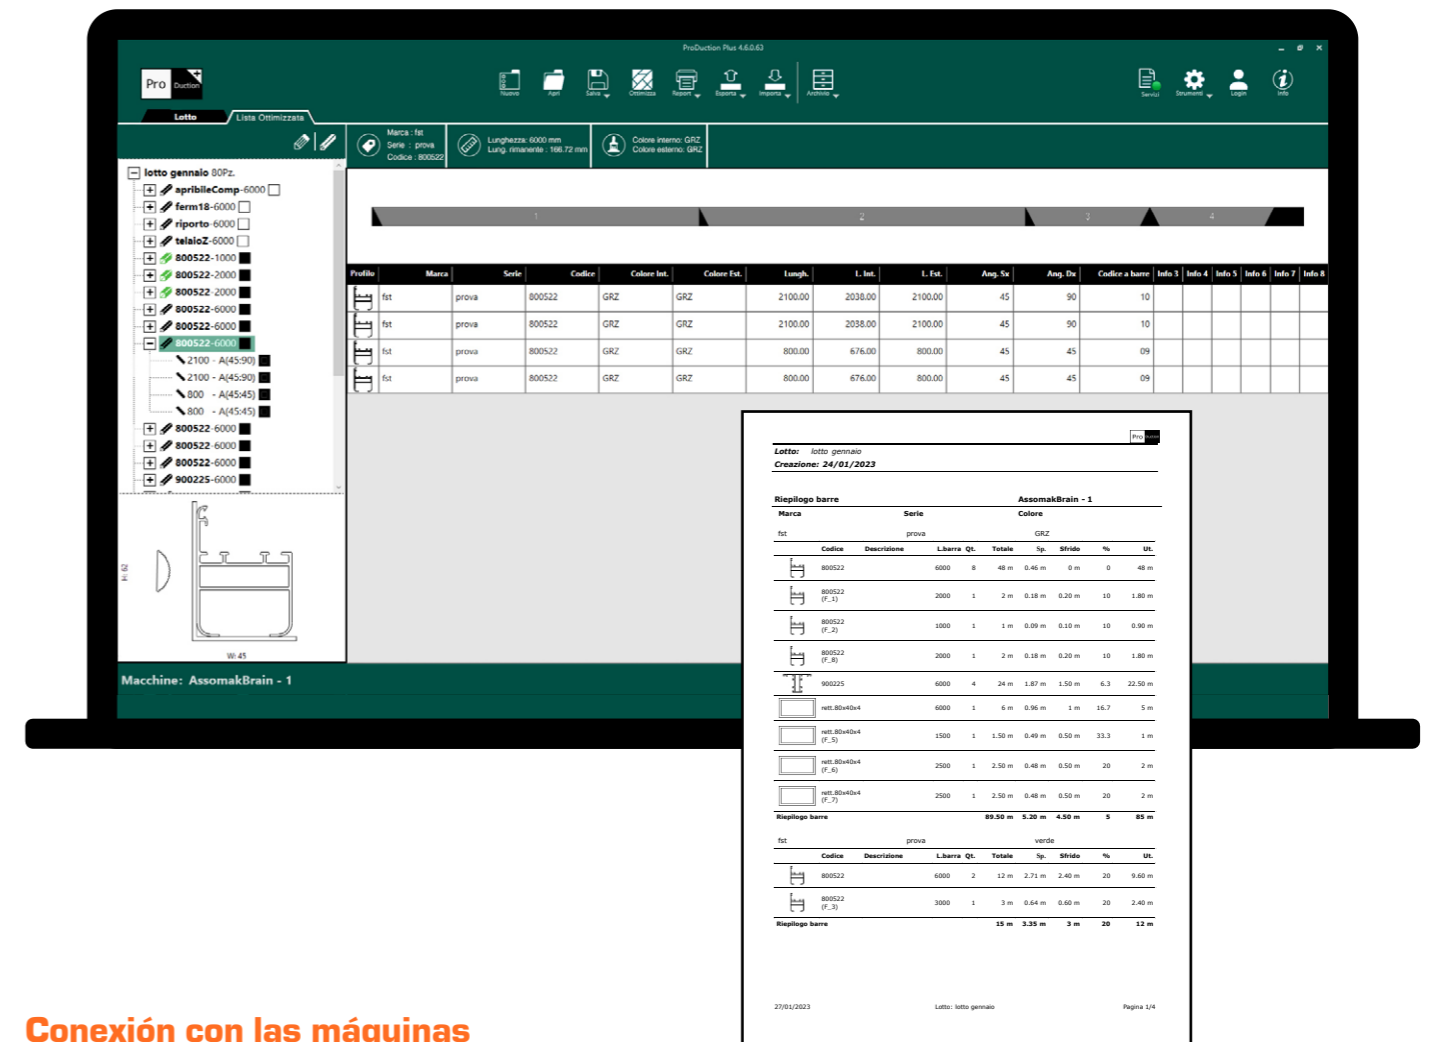 ProDuction Plus 4.6.0.63
Pro Duction +
Nuovo Apri Salva Ottimizza Report Esporta Importa Archivio Servizi Strumenti Login Info
Lotto Lista Ottimizzata
Marca : fst
Serie : prova
Codice : 800522
Lunghezza: 6000 mm
Lung. rimanente : 166.72 mm
Colore interno: GRZ
Colore esterno: GRZ
lotto gennaio 80Pz.
apribileComp-6000
ferm18-6000
riporto-6000
telaioZ-6000
800522-1000
800522-2000
800522-2000
800522-6000
800522-6000
800522-6000
2100 - A(45:90)
2100 - A(45:90)
800 - A(45:45)
800 - A(45:45)
800522-6000
800522-6000
800522-6000
900225-6000
H: 62
W: 45
1 2 3 4
Profilo Marca Serie Codice Colore Int. Colore Est. Lungh. L. Int. L. Est. Ang. Sx Ang. Dx Codice a barre Info 3 Info 4 Info 5 Info 6 Info 7 Info 8
fst prova 800522 GRZ GRZ 2100.00 2038.00 2100.00 45 90 10
fst prova 800522 GRZ GRZ 2100.00 2038.00 2100.00 45 90 10
fst prova 800522 GRZ GRZ 800.00 676.00 800.00 45 45 09
fst prova 800522 GRZ GRZ 800.00 676.00 800.00 45 45 09
Macchine: AssomakBrain - 1
Pro
Lotto: lotto gennaio
Creazione: 24/01/2023
Riepilogo barre AssomakBrain - 1
Marca Serie Colore
fst prova GRZ
Codice Descrizione L.barra Qt. Totale Sp. Sfrido % Ut.
800522 6000 8 48 m 0.46 m 0 m 0 48 m
800522 (F_1) 2000 1 2 m 0.18 m 0.20 m 10 1.80 m
800522 (F_2) 1000 1 1 m 0.09 m 0.10 m 10 0.90 m
800522 (F_8) 2000 1 2 m 0.18 m 0.20 m 10 1.80 m
900225 6000 4 24 m 1.87 m 1.50 m 6.3 22.50 m
rett.80x40x4 6000 1 6 m 0.96 m 1 m 16.7 5 m
rett.80x40x4 (F_5) 1500 1 1.50 m 0.49 m 0.50 m 33.3 1 m
rett.80x40x4 (F_6) 2500 1 2.50 m 0.48 m 0.50 m 20 2 m
rett.80x40x4 (F_7) 2500 1 2.50 m 0.48 m 0.50 m 20 2 m
Riepilogo barre 89.50 m 5.20 m 4.50 m 5 85 m
fst prova verde
Codice Descrizione L.barra Qt. Totale Sp. Sfrido % Ut.
800522 6000 2 12 m 2.71 m 2.40 m 20 9.60 m
800522 (F_3) 3000 1 3 m 0.64 m 0.60 m 20 2.40 m
Riepilogo barre 15 m 3.35 m 3 m 20 12 m
27/01/2023 Lotto: lotto gennaio Pagina 1/4
Conexión con las máquinas